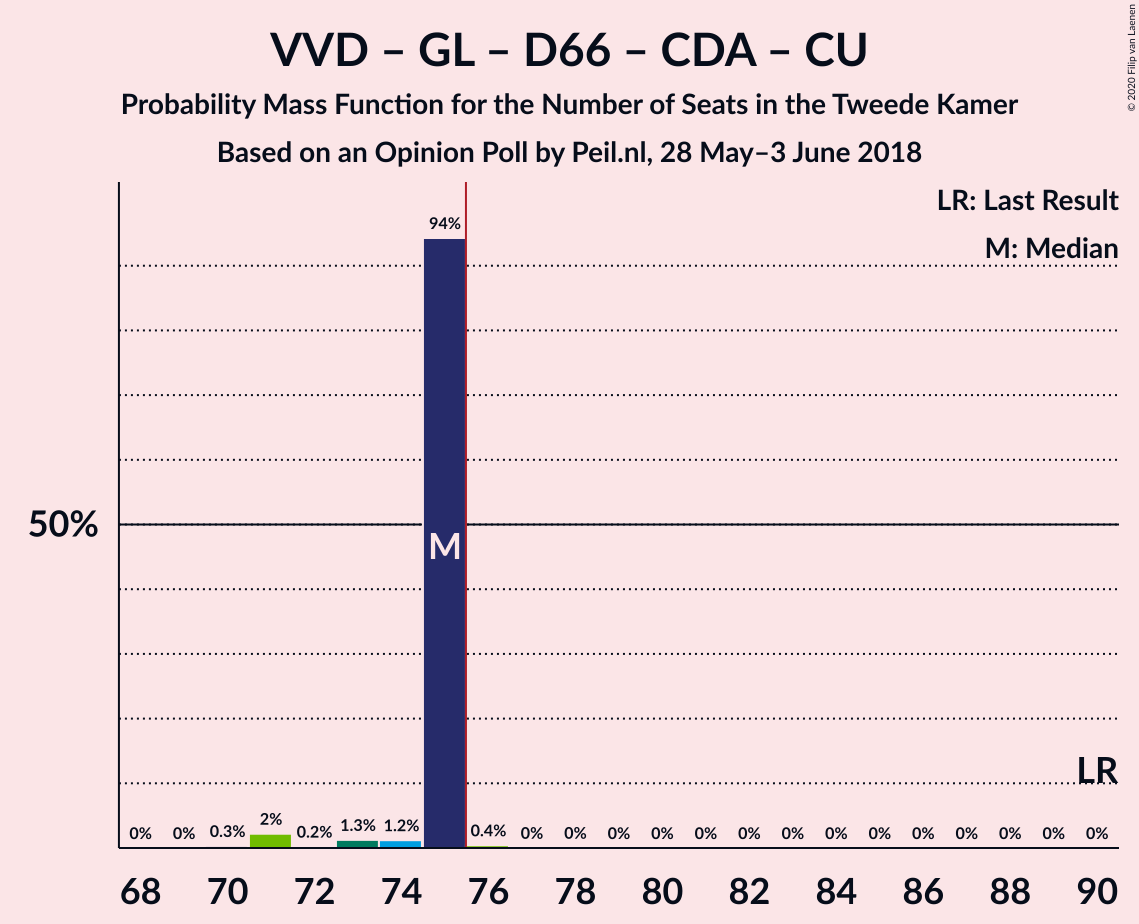 VVD – GL – D66 – CDA – CU
Probability Mass Function for the Number of Seats in the Tweede Kamer
Based on an Opinion Poll by Peil.nl, 28 May–3 June 2018
© 2020 Filip van Laenen
LR: Last Result
M: Median
94%
50%
M
LR
0% 0% 0.3% 2% 0.2% 1.3% 1.2% 0.4% 0% 0% 0% 0% 0% 0% 0% 0% 0% 0% 0% 0% 0% 0%
68 70 72 74 76 78 80 82 84 86 88 90